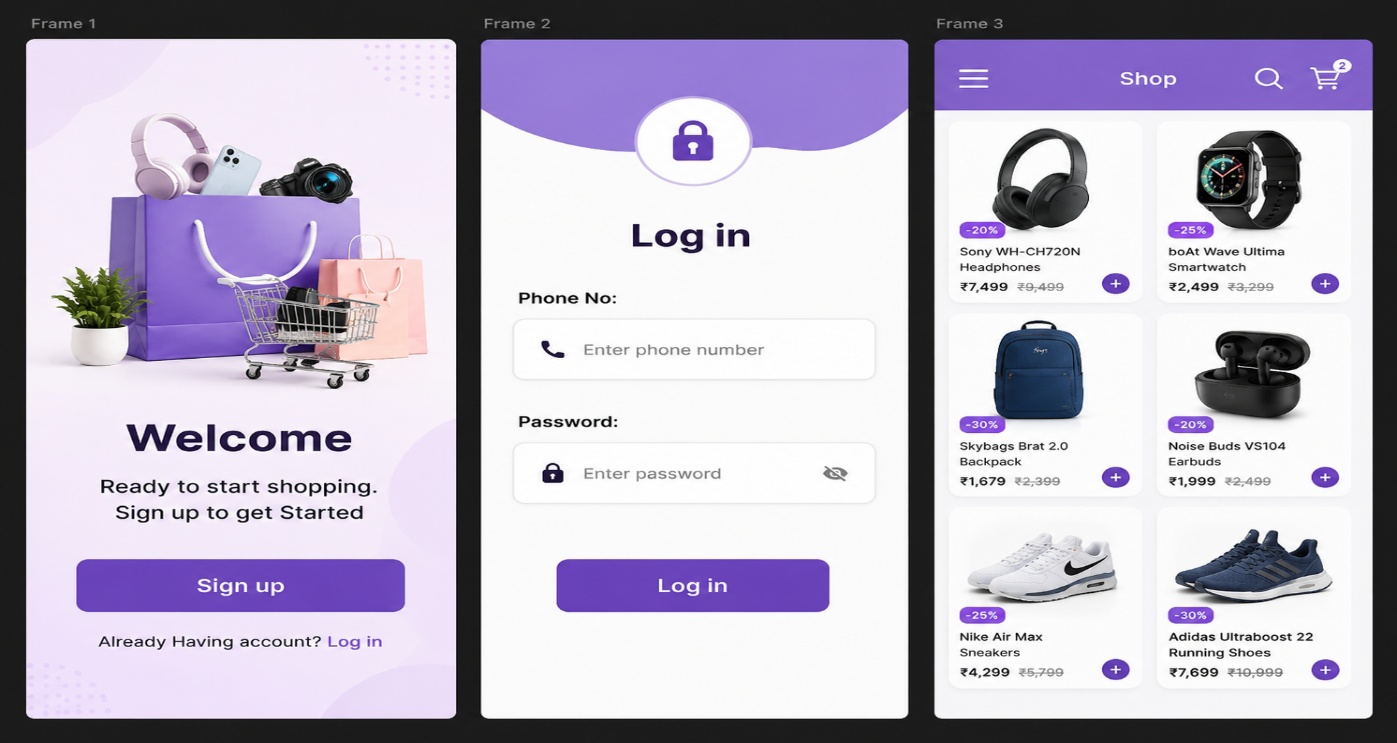 Frame 1
Welcome
Ready to start shopping.
Sign up to get Started
Sign up
Already Having account? Log in
Frame 2
Log in
Phone No:
Enter phone number
Password:
Enter password
Log in
Frame 3
Shop
2
-20%
Sony WH-CH720N
Headphones
₹7,499 ₹9,499
+
-25%
boAt Wave Ultima
Smartwatch
₹2,499 ₹3,299
+
-30%
Skybags Brat 2.0
Backpack
₹1,679 ₹2,399
+
-20%
Noise Buds VS104
Earbuds
₹1,999 ₹2,499
+
-25%
Nike Air Max
Sneakers
₹4,299 ₹5,799
+
-30%
Adidas Ultraboost 22
Running Shoes
₹7,699 ₹10,999
+